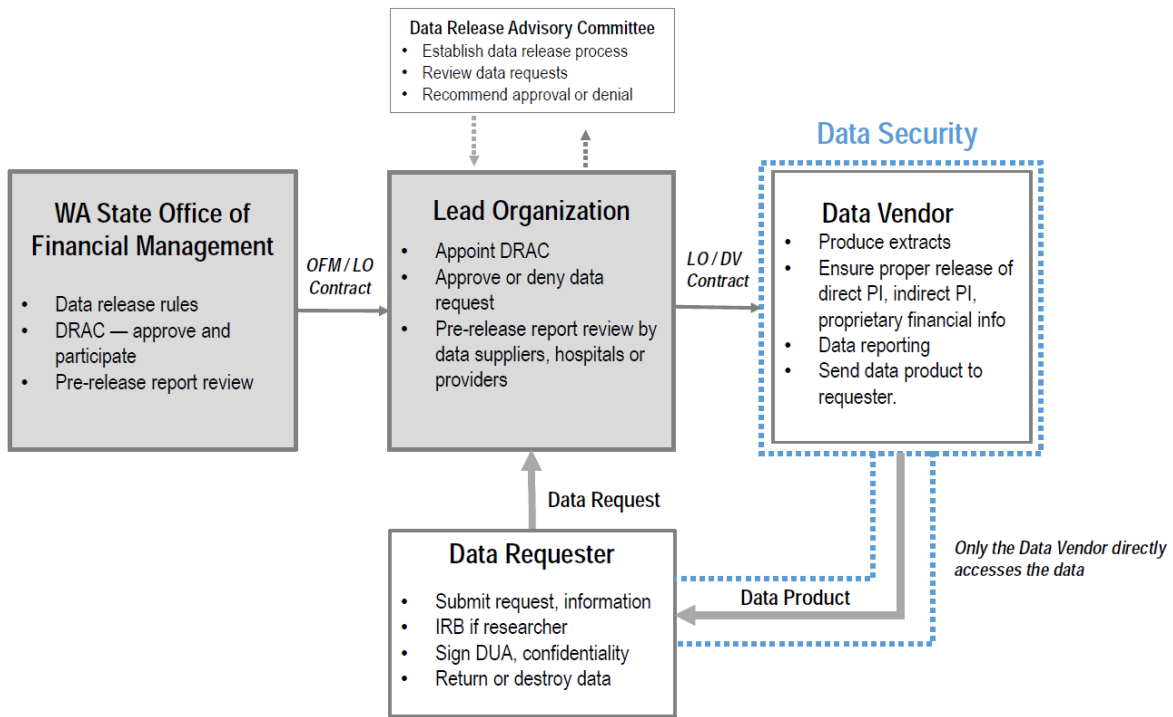 Data Release Advisory Committee
• Establish data release process
• Review data requests
• Recommend approval or denial
Data Security
WA State Office of
Financial Management
• Data release rules
• DRAC — approve and
participate
• Pre-release report review
OFM / LO
Contract
Lead Organization
• Appoint DRAC
• Approve or deny data
request
• Pre-release report review by
data suppliers, hospitals or
providers
LO / DV
Contract
Data Vendor
• Produce extracts
• Ensure proper release of
direct PI, indirect PI,
proprietary financial info
• Data reporting
• Send data product to
requester.
Data Request
Data Requester
• Submit request, information
• IRB if researcher
• Sign DUA, confidentiality
• Return or destroy data
Data Product
Only the Data Vendor directly
accesses the data